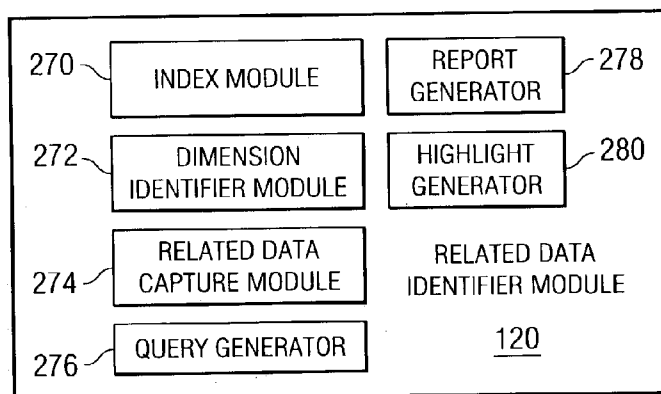 270
INDEX MODULE
REPORT
GENERATOR
278
272
DIMENSION
IDENTIFIER MODULE
HIGHLIGHT
GENERATOR
280
274
RELATED DATA
CAPTURE MODULE
RELATED DATA
IDENTIFIER MODULE
276
QUERY GENERATOR
120